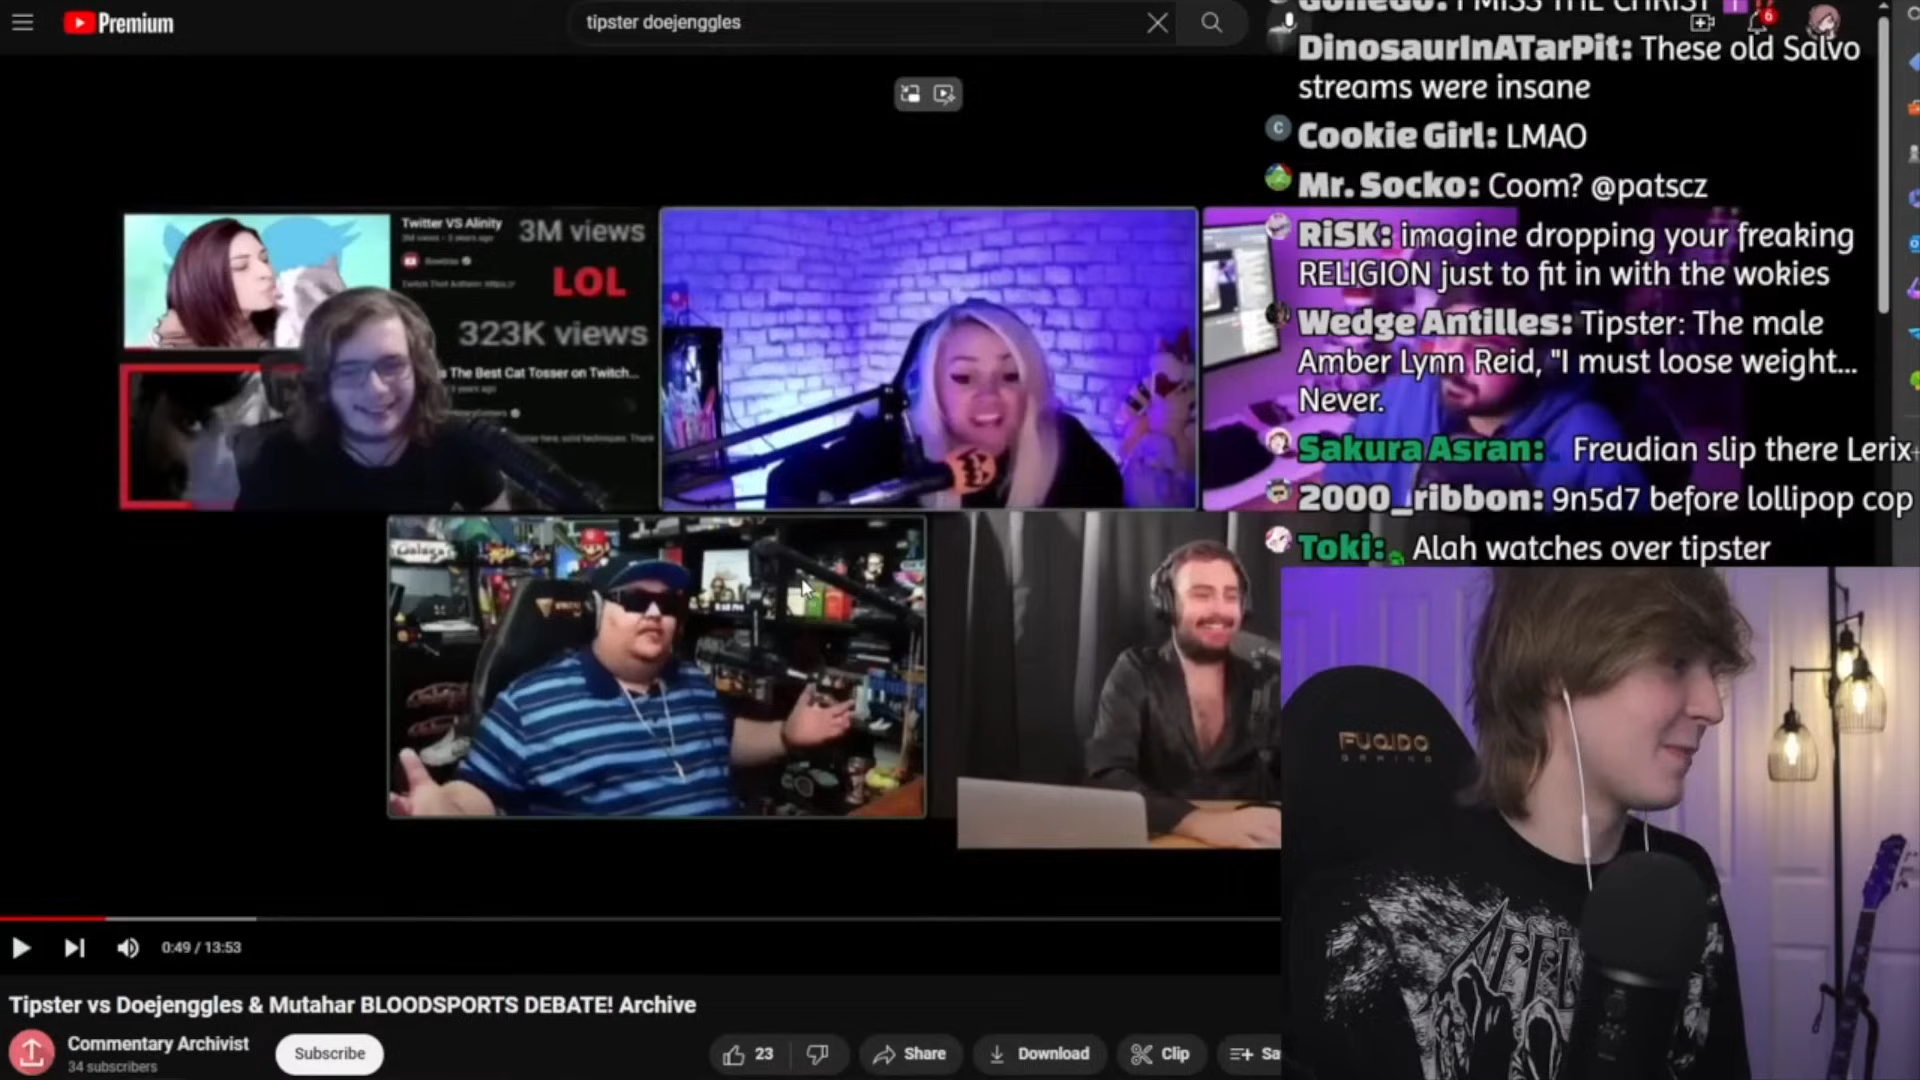 Premium
tipster doejenggles
6
DinosaurInATarPit: These old Salvo
streams were insane
C Cookie Girl: LMAO
Mr. Socko: Coom? @patscz
RiSK: imagine dropping your freaking
RELIGION just to fit in with the wokies
Wedge Antilles: Tipster: The male
Amber Lynn Reid, "I must loose weight...
Never.
Sakura Asran: Freudian slip there Lerix
2000_ribbon: 9n5d7 before lollipop cop
Toki: Alah watches over tipster
Twitter VS Alinity
3M views
LOL
323K views
The Best Cat Tosser on Twitch...
FUQIDO
GAMING
0:49 / 13:53
Tipster vs Doejenggles & Mutahar BLOODSPORTS DEBATE! Archive
Commentary Archivist
34 subscribers
Subscribe
23
Share
Download
Clip
Sa